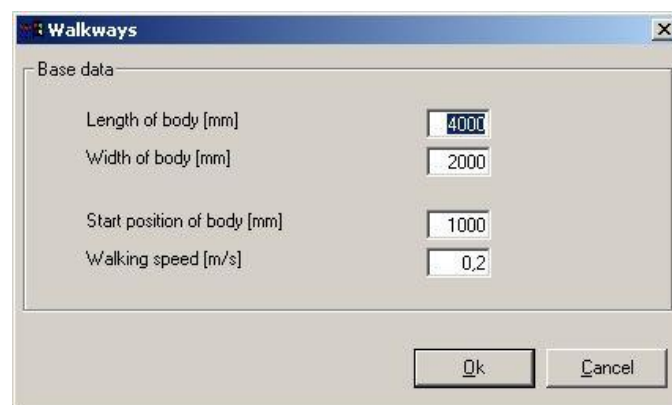 Walkways
Base data
Length of body [mm] 4000
Width of body [mm] 2000
Start position of body [mm] 1000
Walking speed [m/s] 0,2
Ok Cancel